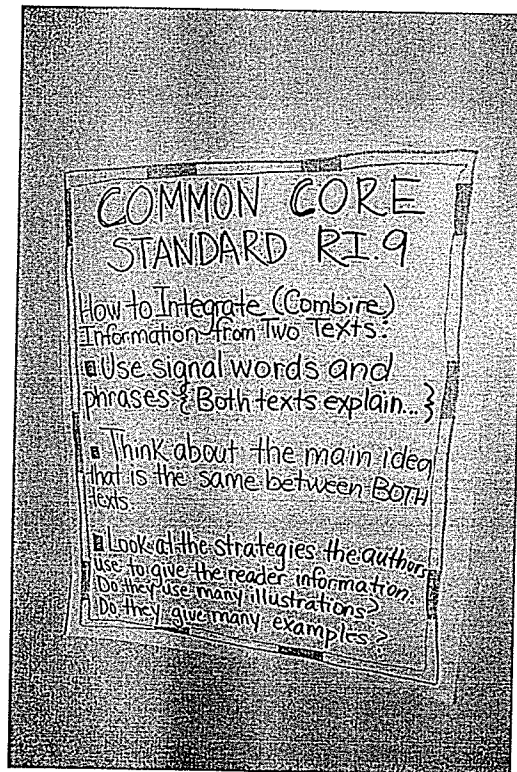 COMMON CORE
STANDARD RI.9
How to Integrate (Combine)
Information from Two Texts:
Use signal words and
phrases {Both texts explain...}
Think about the main idea
that is the same between BOTH
texts.
Look at the strategies the authors
use to give the reader information.
Do they use many illustrations?
Do they give many examples?